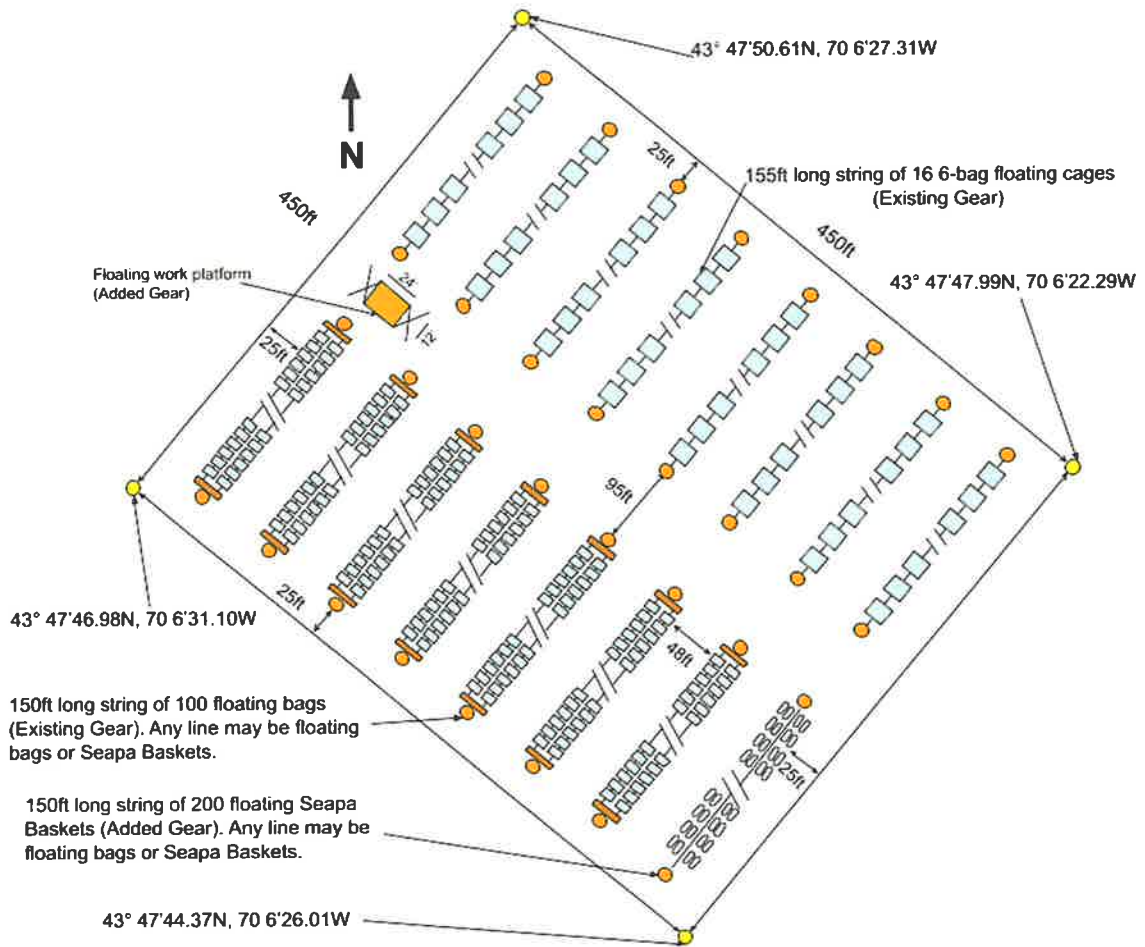 43° 47'50.61N, 70 6'27.31W
N
450ft
25ft
155ft long string of 16 6-bag floating cages
(Existing Gear)
450ft
Floating work platform
(Added Gear)
24'
12'
43° 47'47.99N, 70 6'22.29W
25ft
95ft
43° 47'46.98N, 70 6'31.10W
25ft
48ft
150ft long string of 100 floating bags
(Existing Gear). Any line may be floating
bags or Seapa Baskets.
25ft
150ft long string of 200 floating Seapa
Baskets (Added Gear). Any line may be
floating bags or Seapa Baskets.
43° 47'44.37N, 70 6'26.01W